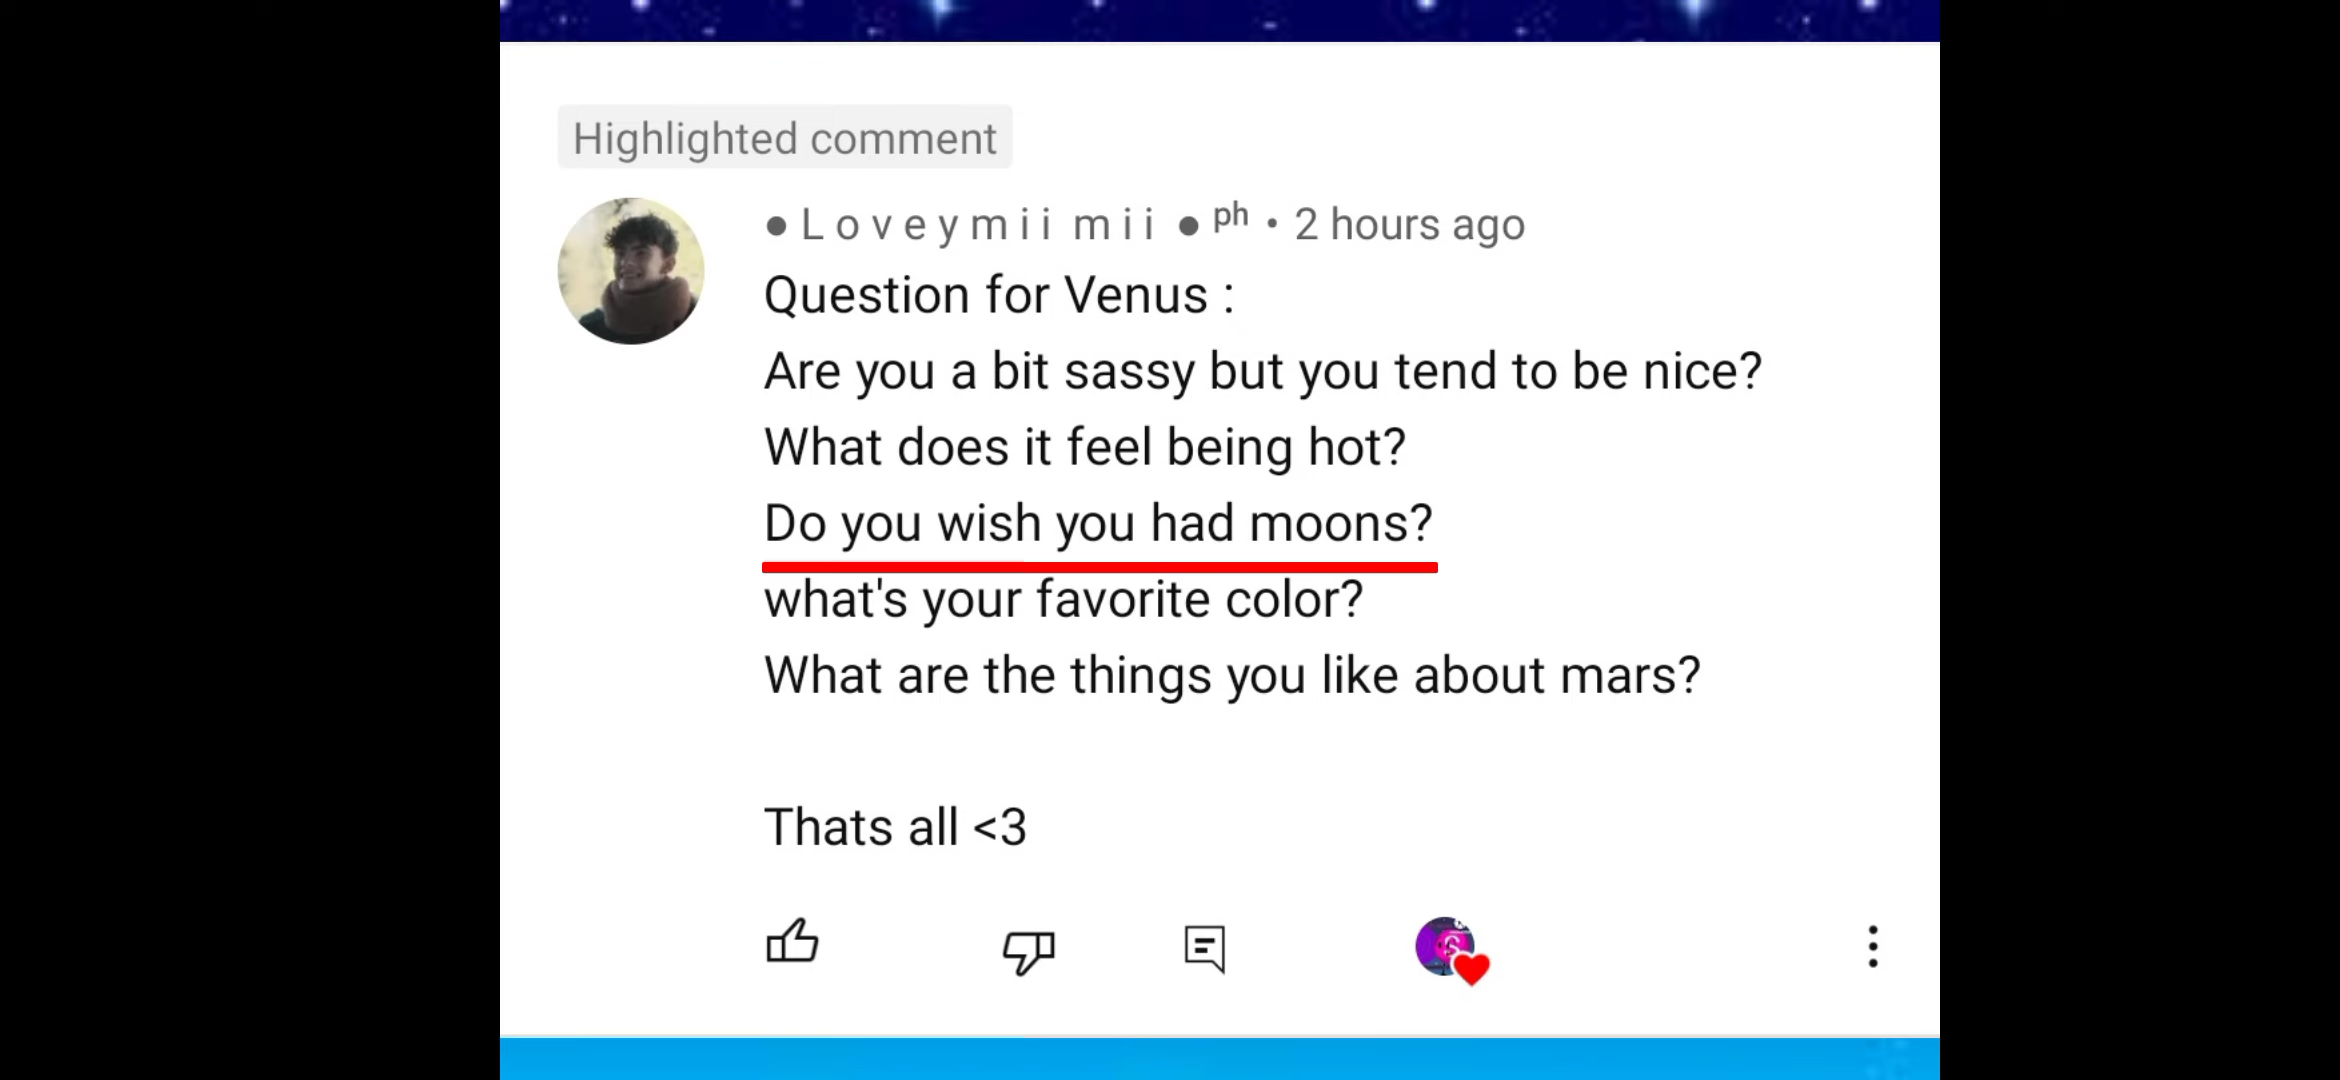 Highlighted comment
● L o v e y m i i  m i i ● ᵖʰ • 2 hours ago
Question for Venus :
Are you a bit sassy but you tend to be nice?
What does it feel being hot?
Do you wish you had moons?
what's your favorite color?
What are the things you like about mars?
Thats all <3